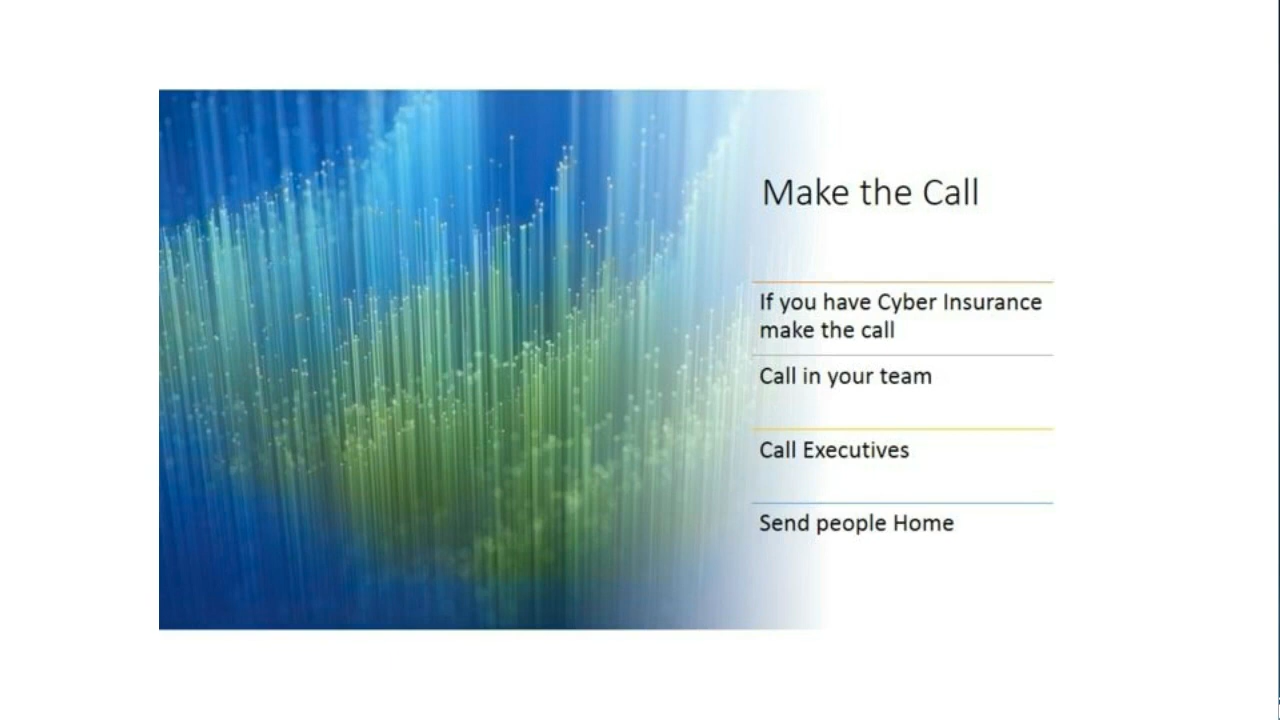 Make the Call
If you have Cyber Insurance
make the call
Call in your team
Call Executives
Send people Home